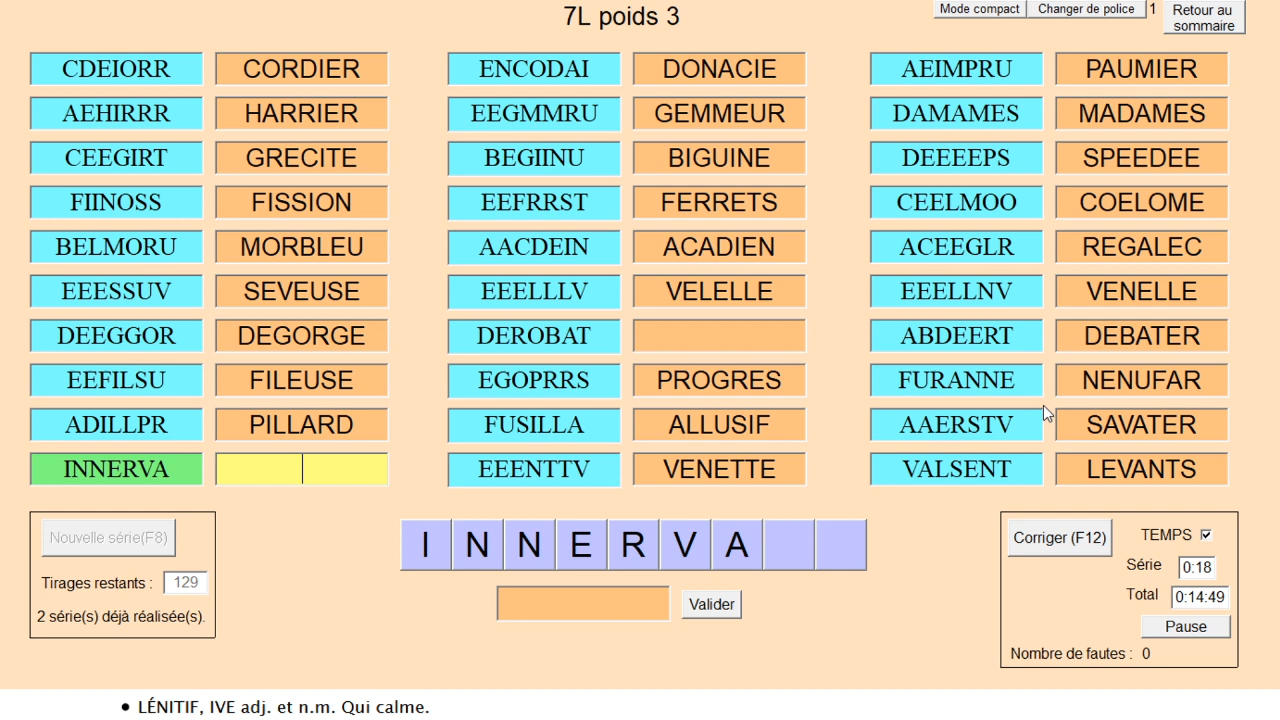 7L poids 3
Mode compact Changer de police 1 Retour au
sommaire
CDEIORR CORDIER ENCODAI DONACIE AEIMPRU PAUMIER
AEHIRRR HARRIER EEGMMRU GEMMEUR DAMAMES MADAMES
CEEGIRT GRECITE BEGIINU BIGUINE DEEEEPS SPEEDEE
FIINOSS FISSION EEFRRST FERRETS CEELMOO COELOME
BELMORU MORBLEU AACDEIN ACADIEN ACEEGLR REGALEC
EEESSUV SEVEUSE EEELLLV VELELLE EEELLNV VENELLE
DEEGGOR DEGORGE DEROBAT ABDEERT DEBATER
EEFILSU FILEUSE EGOPRRS PROGRES FURANNE NENUFAR
ADILLPR PILLARD FUSILLA ALLUSIF AAERSTV SAVATER
INNERVA EEENTTV VENETTE VALSENT LEVANTS
Nouvelle série(F8)
Tirages restants : 129
2 série(s) déjà réalisée(s).
I N N E R V A
Valider
Corriger (F12) TEMPS
Série 0:18
Total 0:14:49
Pause
Nombre de fautes : 0
• LÉNITIF, IVE adj. et n.m. Qui calme.